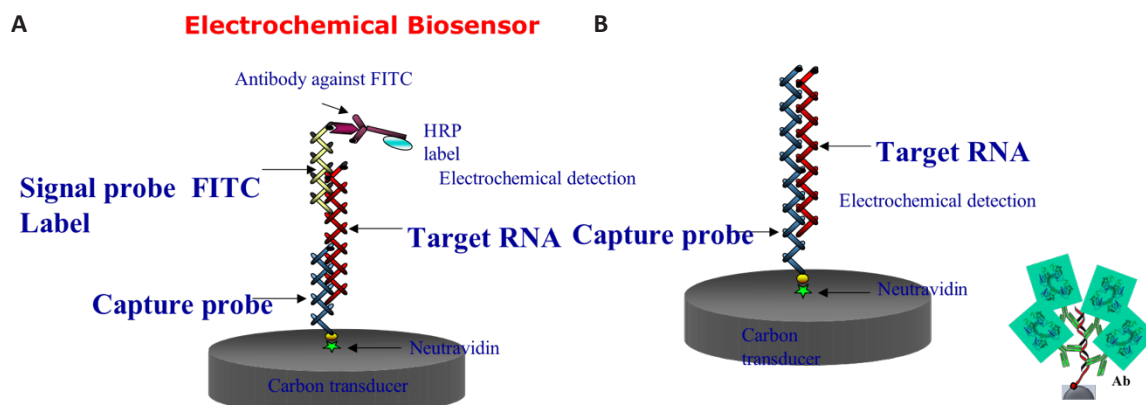 A
Electrochemical Biosensor
Antibody against FITC
HRP
label
Electrochemical detection
Signal probe FITC
Label
Target RNA
Capture probe
Neutravidin
Carbon transducer
B
Target RNA
Electrochemical detection
Capture probe
Neutravidin
Carbon
transducer
Ab